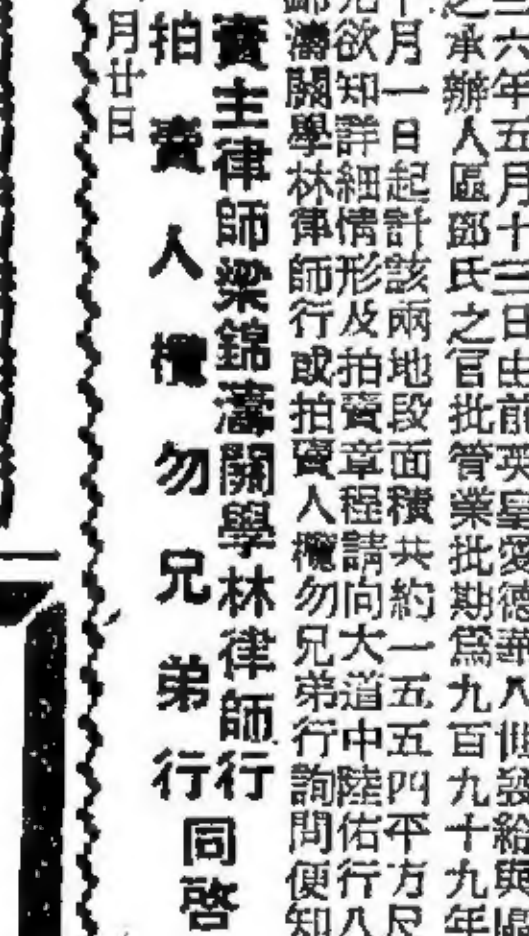 三六年五月十三日由前英皇愛德華八世發給與區
之承辦人區鄧氏之官批管業批期爲九百九十九年
月一日起計該兩地段面積共約一五五四平方尺
欲知詳細情形及拍賣章程請向大道中陸佑行八
錦濤關學林律師行或拍賣人欖勿兄弟行詢問便知
賣主律師梁錦濤關學林律師行
拍賣人欖勿兄弟行
同啓
月廿日